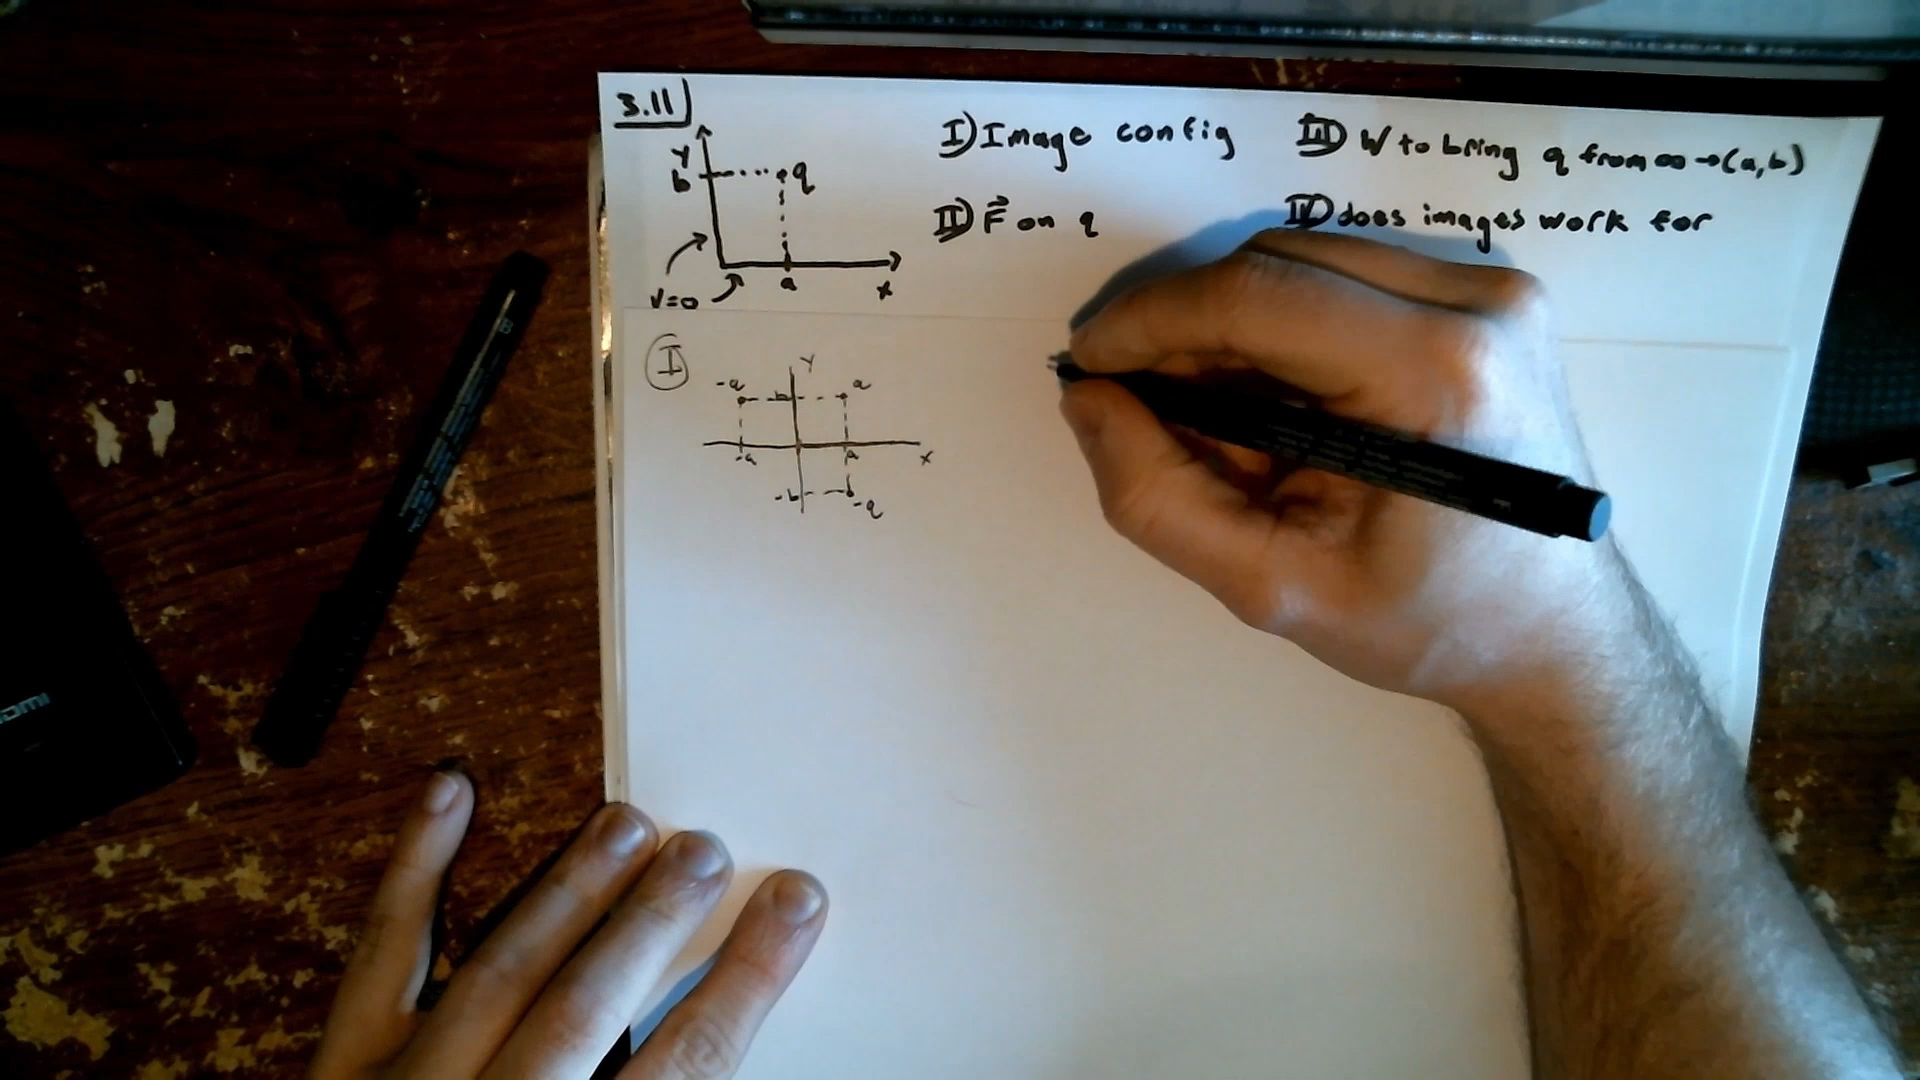 3.11
I) Image config
III) W to bring q from ∞→(a,b)
II) F⃗ on q
IV) does images work for
y
b
q
a
x
V=0
I
y
-q
b
q
-a
a
x
-b
-q